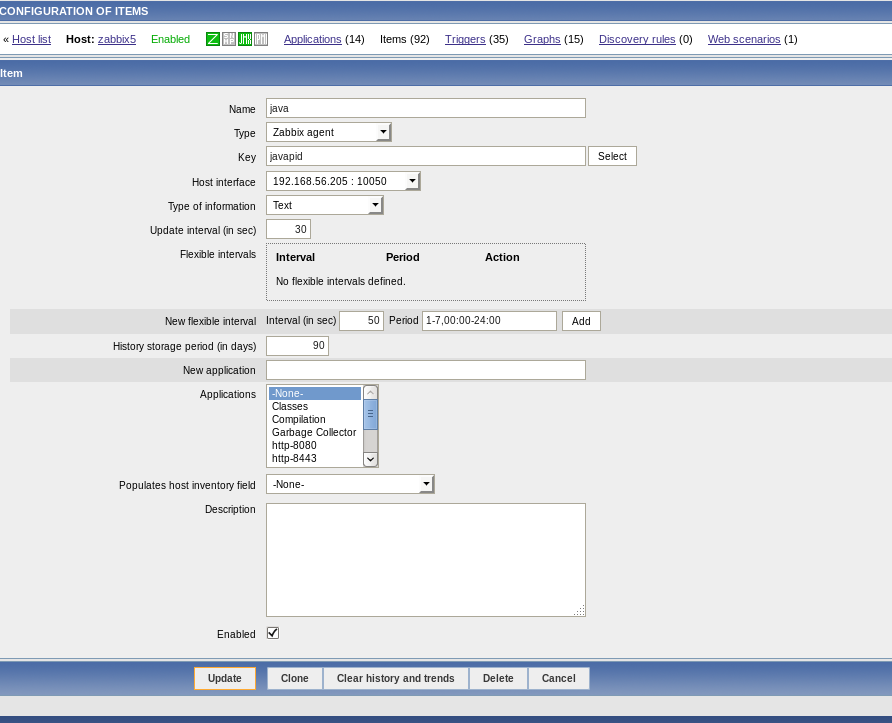 CONFIGURATION OF ITEMS
« Host list Host: zabbix5 Enabled Applications (14) Items (92) Triggers (35) Graphs (15) Discovery rules (0) Web scenarios (1)
Item
Name java
Type Zabbix agent
Key javapid Select
Host interface 192.168.56.205 : 10050
Type of information Text
Update interval (in sec) 30
Flexible intervals Interval Period Action
No flexible intervals defined.
New flexible interval Interval (in sec) 50 Period 1-7,00:00-24:00 Add
History storage period (in days) 90
New application
Applications -None-
Classes
Compilation
Garbage Collector
http-8080
http-8443
Populates host inventory field -None-
Description
Enabled
Update Clone Clear history and trends Delete Cancel